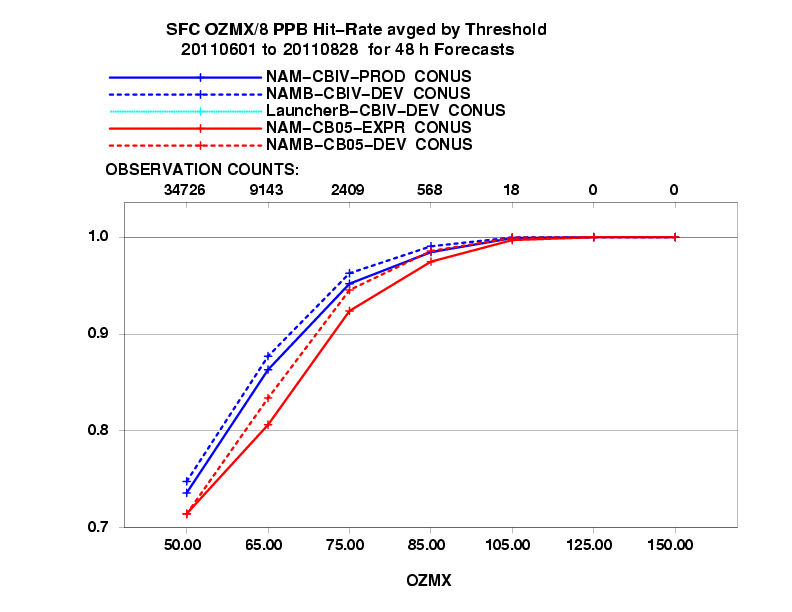 SFC OZMX/8 PPB Hit-Rate avged by Threshold
20110601 to 20110828 for 48 h Forecasts
NAM-CBIV-PROD CONUS
NAMB-CBIV-DEV CONUS
LauncherB-CBIV-DEV CONUS
NAM-CB05-EXPR CONUS
NAMB-CB05-DEV CONUS
OBSERVATION COUNTS:
34726 9143 2409 568 18 0 0
1.0
0.9
0.8
0.7
50.00 65.00 75.00 85.00 105.00 125.00 150.00
OZMX